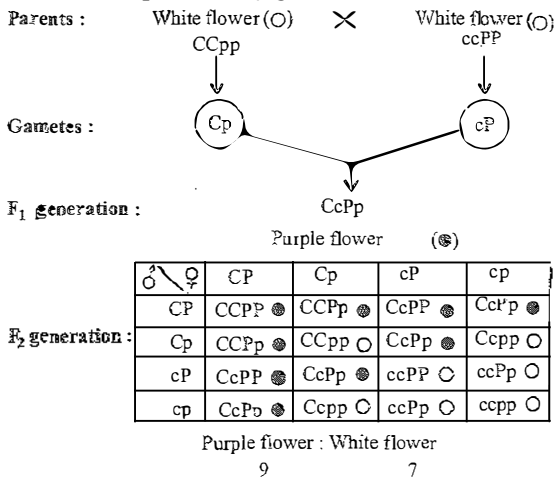 Parents : White flower (○) × White flower (○)
CCpp ccPP
Gametes : Cp cP
F₁ generation : CcPp
Purple flower (●)
♂ ♀ CP Cp cP cp
CP CCPP ● CCPp ● CcPP ● CcPp ●
F₂ generation : Cp CCPp ● CCpp ○ CcPp ● Ccpp ○
cP CcPP ● CcPp ● ccPP ○ ccPp ○
cp CcPp ● Ccpp ○ ccPp ○ ccpp ○
Purple flower : White flower
9 7